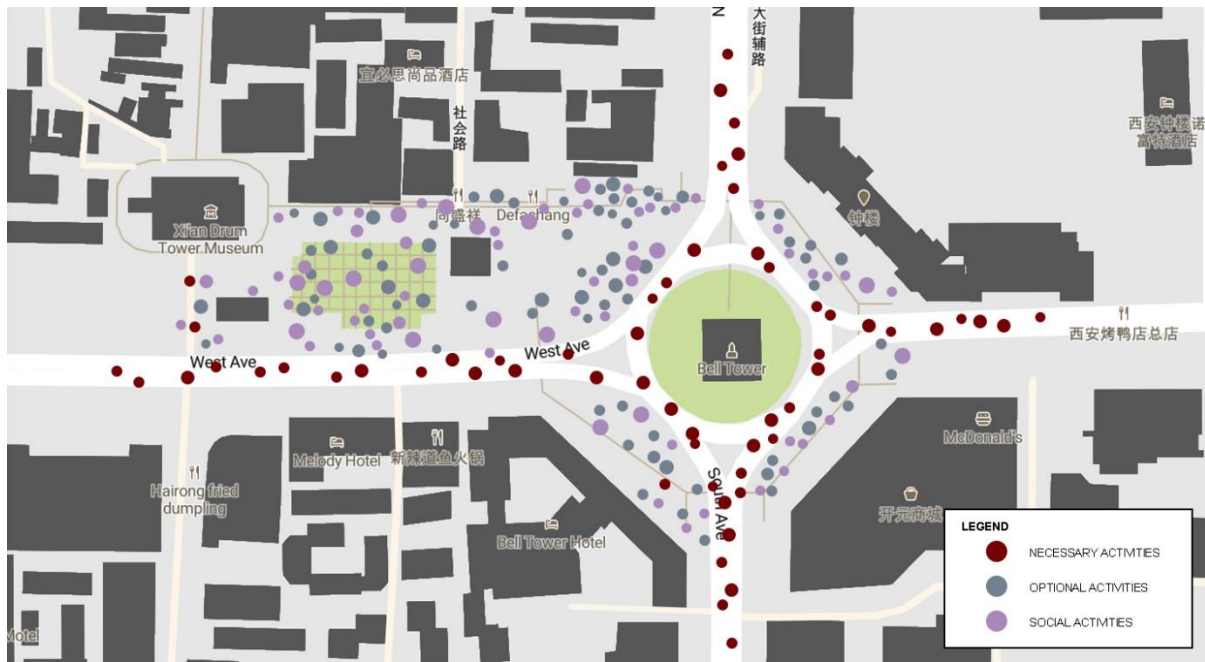 N
大街辅路
宜必思尚品酒店
社会路
西安钟楼诺
富特酒店
同盛祥
Defachang
钟楼
Xi'an Drum
Tower Museum
West Ave
West Ave
西安烤鸭店总店
Bell Tower
McDonald's
Melody Hotel
新辣道鱼火锅
Hairong fried
dumpling
South Ave
开元商城
Bell Tower Hotel
Motel
LEGEND
NECESSARY ACTIVITIES
OPTIONAL ACTIVITIES
SOCIAL ACTIVITIES